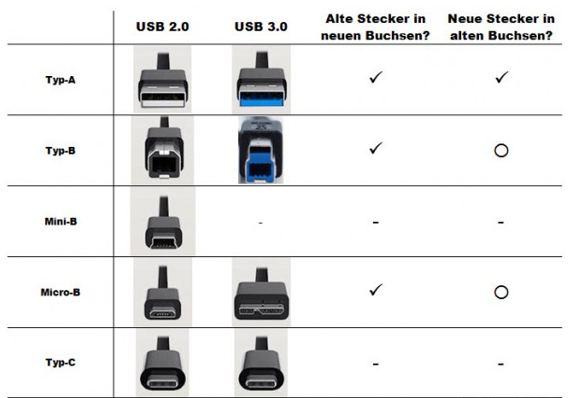 USB 2.0 USB 3.0 Alte Stecker in neuen Buchsen? Neue Stecker in alten Buchsen?
Typ-A ✓ ✓
Typ-B ✓ O
Mini-B - - -
Micro-B ✓ O
Typ-C - -